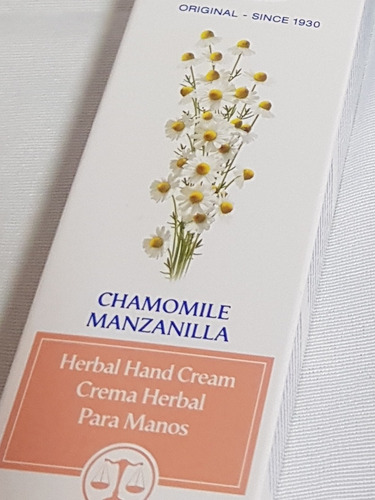 ORIGINAL - SINCE 1930
CHAMOMILE
MANZANILLA
Herbal Hand Cream
Crema Herbal
Para Manos